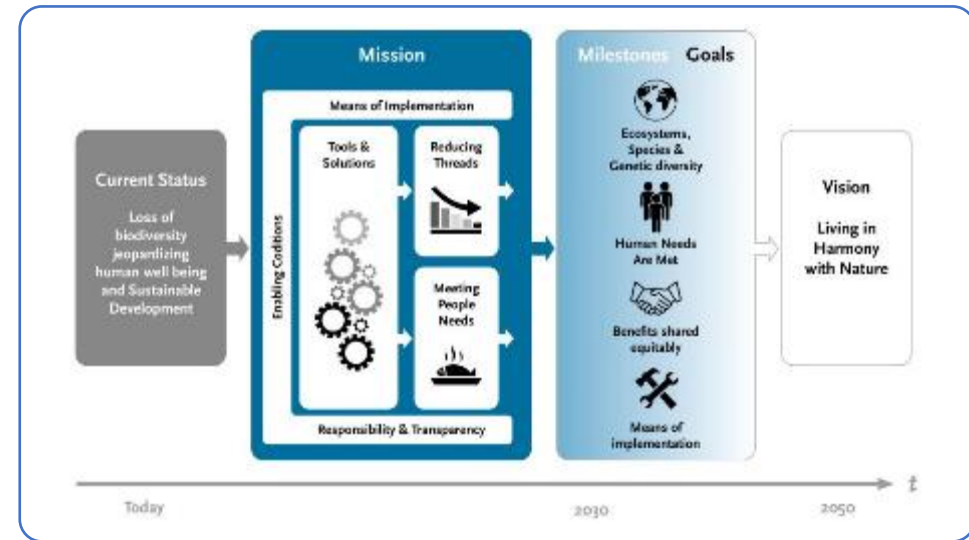 Current Status
Loss of
biodiversity
jeopardizing
human well being
and Sustainable
Development
Mission
Means of Implementation
Enabling Coditions
Tools &
Solutions
Reducing
Threads
Meeting
People
Needs
Responsibility & Transparency
Milestones Goals
Ecosystems,
Species &
Genetic diversity
Human Needs
Are Met
Benefits shared
equitably
Means of
implementation
Vision
Living in
Harmony
with Nature
t
Today
2030
2050